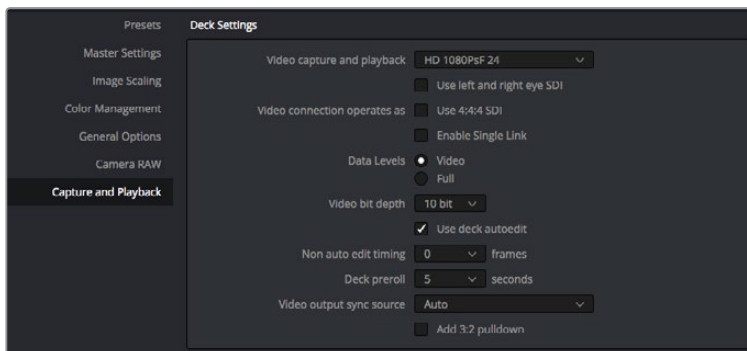 Presets
Master Settings
Image Scaling
Color Management
General Options
Camera RAW
Capture and Playback
Deck Settings
Video capture and playback HD 1080PsF 24
Use left and right eye SDI
Video connection operates as Use 4:4:4 SDI
Enable Single Link
Data Levels Video
Full
Video bit depth 10 bit
Use deck autoedit
Non auto edit timing 0 frames
Deck preroll 5 seconds
Video output sync source Auto
Add 3:2 pulldown